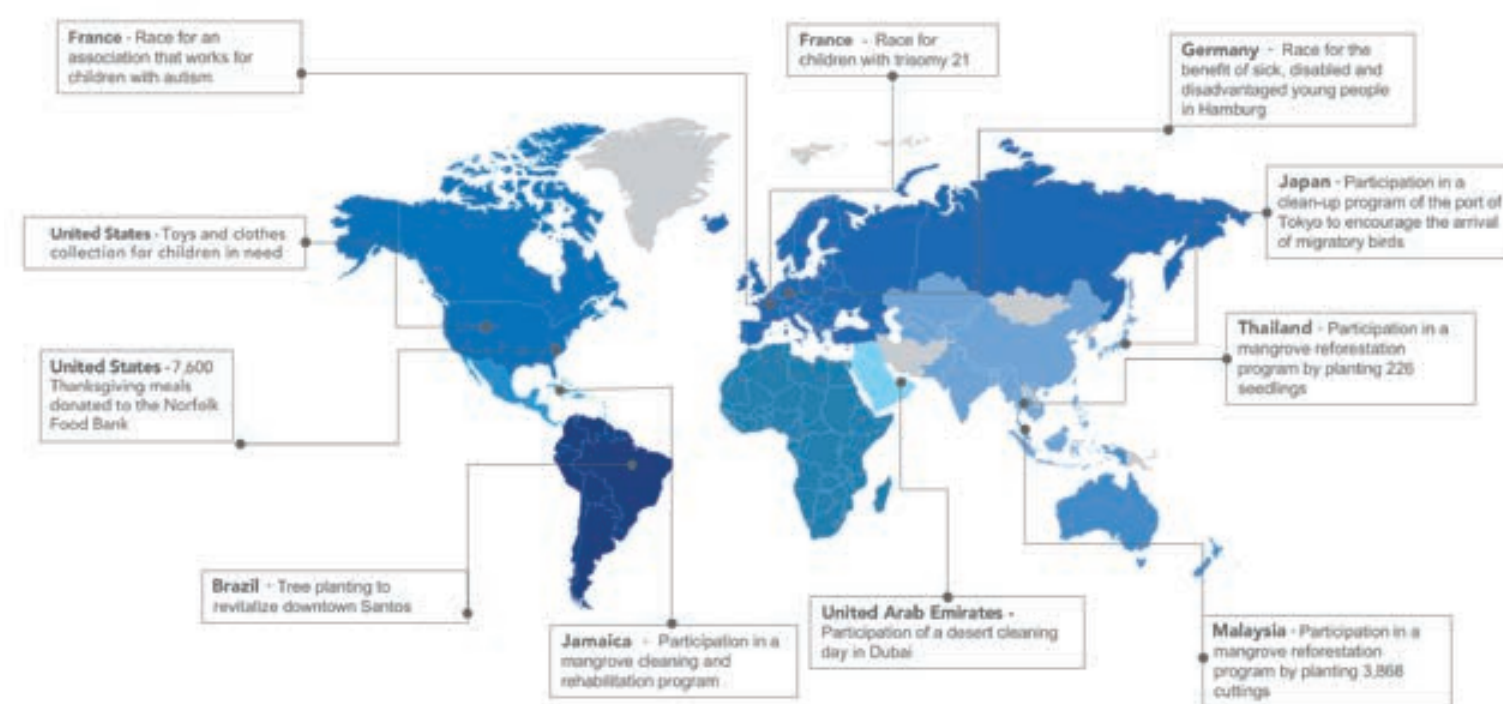 France - Race for an
association that works for
children with autism
France - Race for
children with trisomy 21
Germany - Race for the
benefit of sick, disabled and
disadvantaged young people
in Hamburg
Japan - Participation in a
clean-up program of the port of
Tokyo to encourage the arrival
of migratory birds
United States - Toys and clothes
collection for children in need
Thailand - Participation in a
mangrove reforestation
program by planting 226
seedlings
United States - 7,600
Thanksgiving meals
donated to the Norfolk
Food Bank
Brazil - Tree planting to
revitalize downtown Santos
United Arab Emirates -
Participation of a desert cleaning
day in Dubai
Jamaica - Participation in a
mangrove cleaning and
rehabilitation program
Malaysia - Participation in a
mangrove reforestation
program by planting 3,868
cuttings